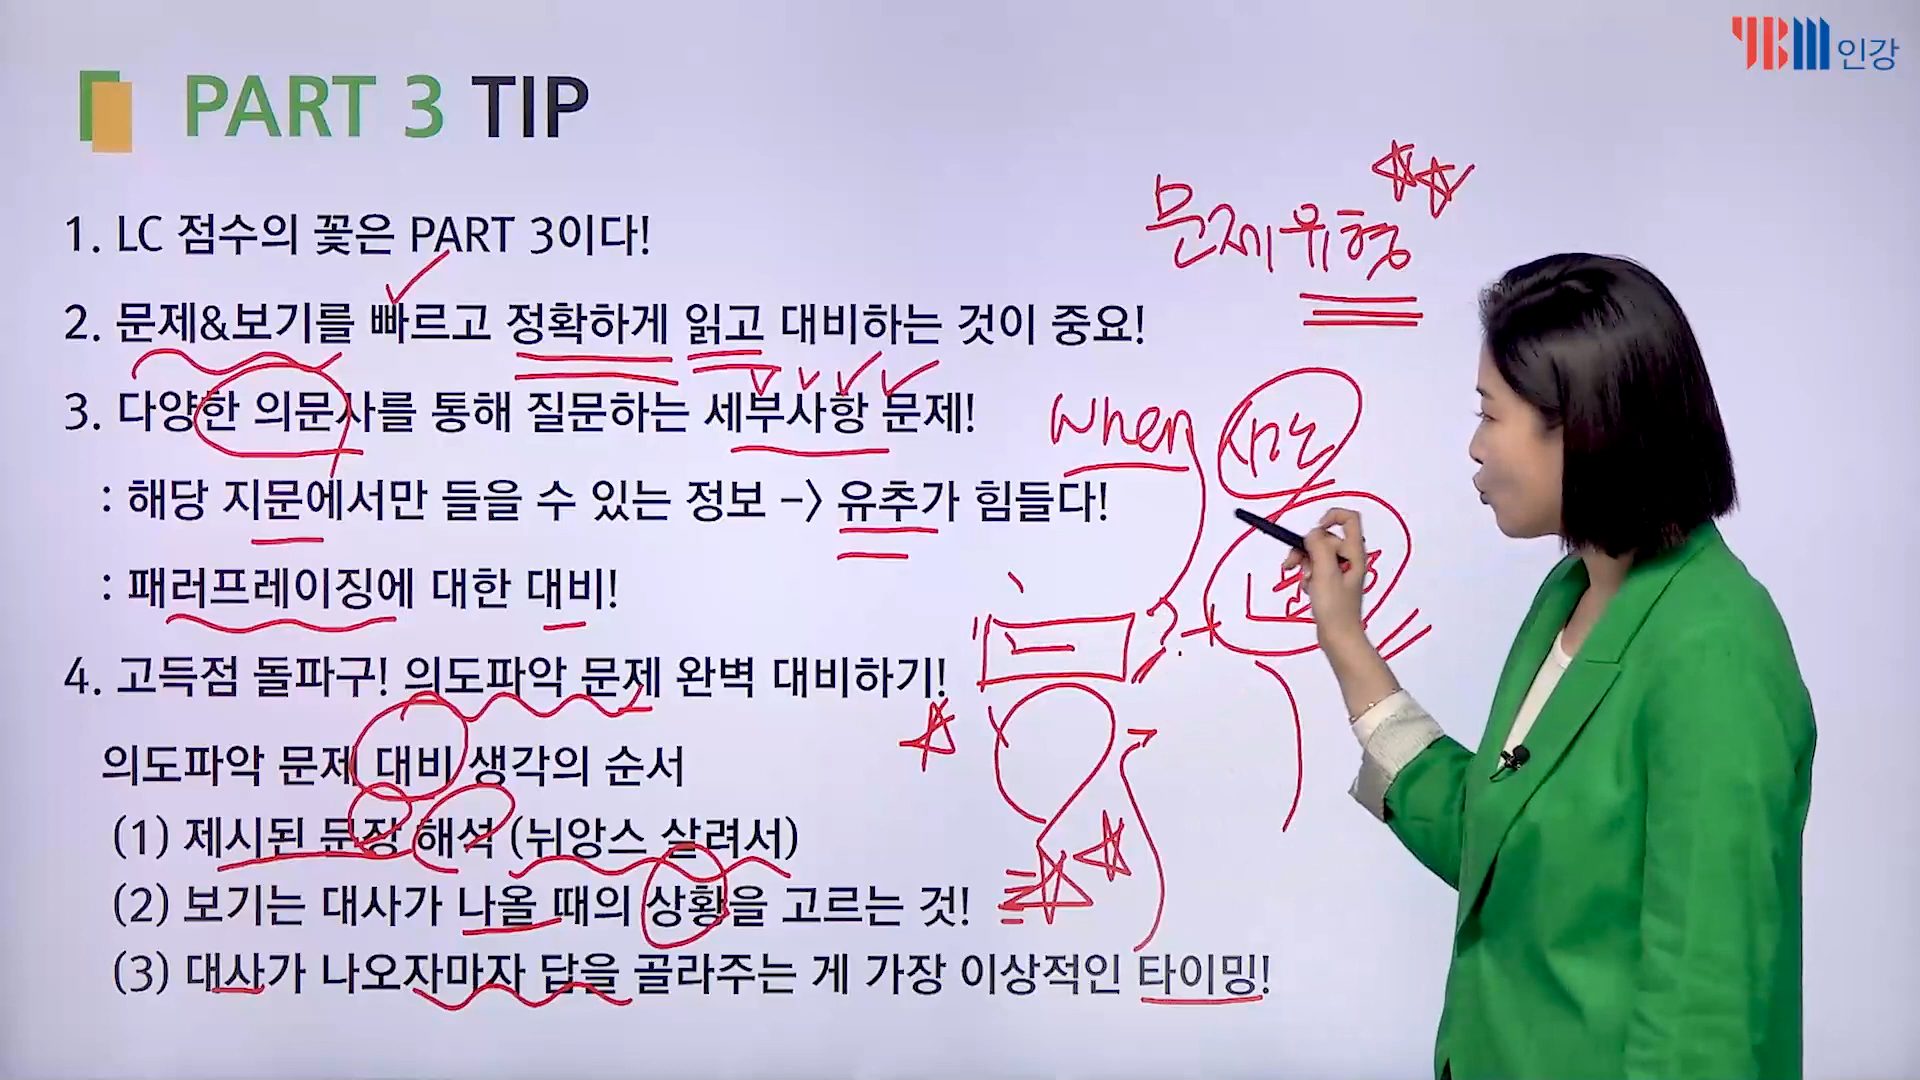 YBM 인강
PART 3 TIP
문제유형
1. LC 점수의 꽃은 PART 3이다!
2. 문제&보기를 빠르고 정확하게 읽고 대비하는 것이 중요!
3. 다양한 의문사를 통해 질문하는 세부사항 문제!
when
: 해당 지문에서만 들을 수 있는 정보 -> 유추가 힘들다!
: 패러프레이징에 대한 대비!
4. 고득점 돌파구! 의도파악 문제 완벽 대비하기!
의도파악 문제 대비 생각의 순서
(1) 제시된 문장 해석 (뉘앙스 살려서)
(2) 보기는 대사가 나올 때의 상황을 고르는 것!
(3) 대사가 나오자마자 답을 골라주는 게 가장 이상적인 타이밍!